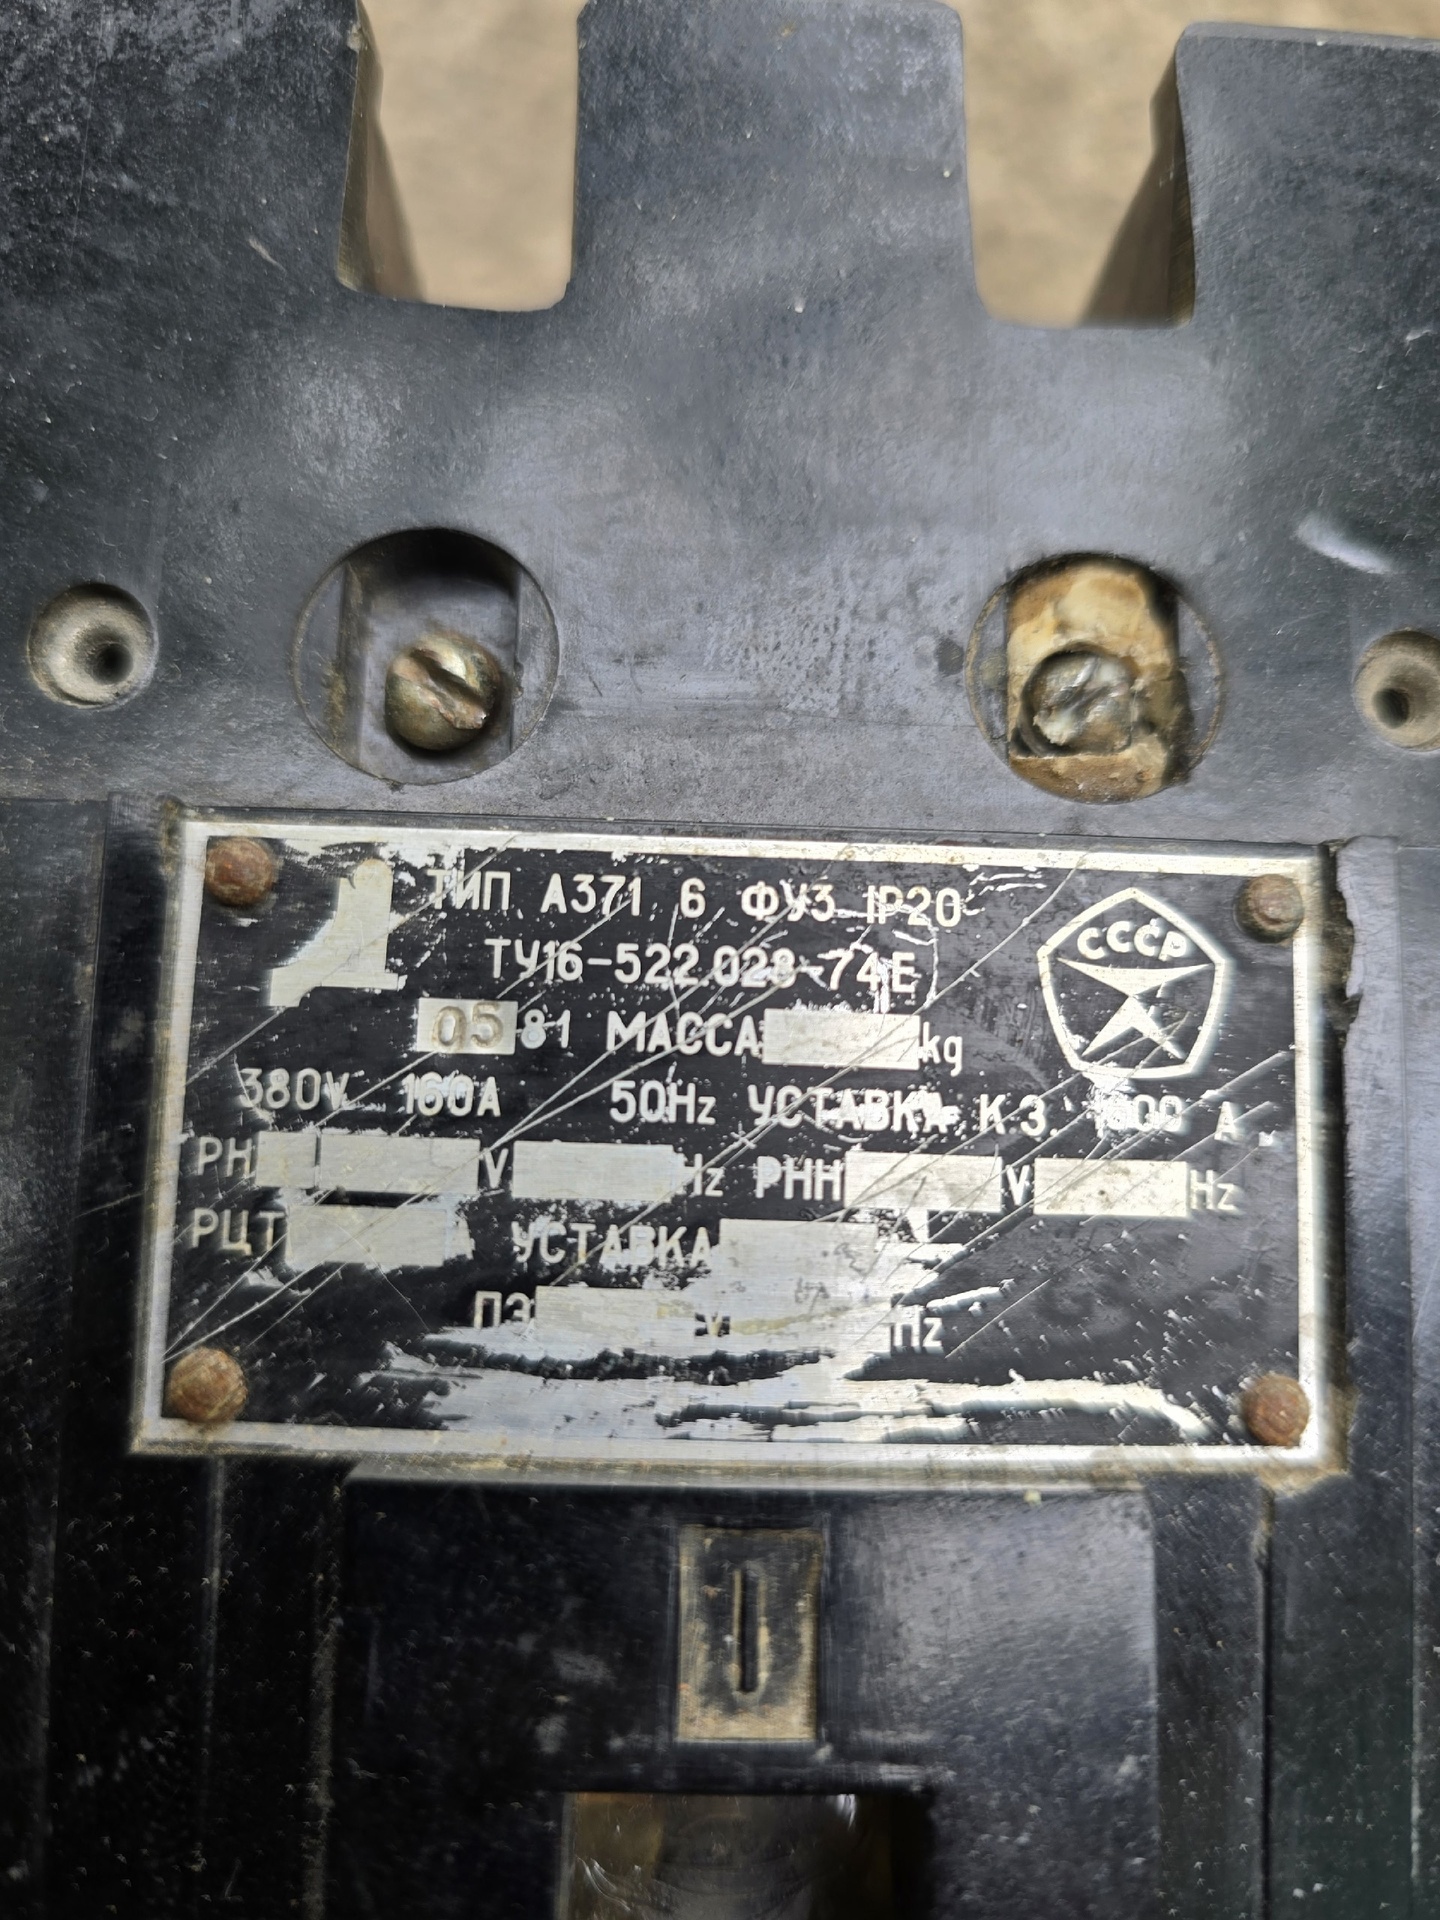 ТИП А371 6 ФУ3 IP20
СССР
ТУ16-522.028-74Е
05 81 МАССА kg
380V 160А 50Hz УСТАВКА К.З. А
РН V Hz РНН V Hz
РЦТ А УСТАВКА
ПЭ V Hz